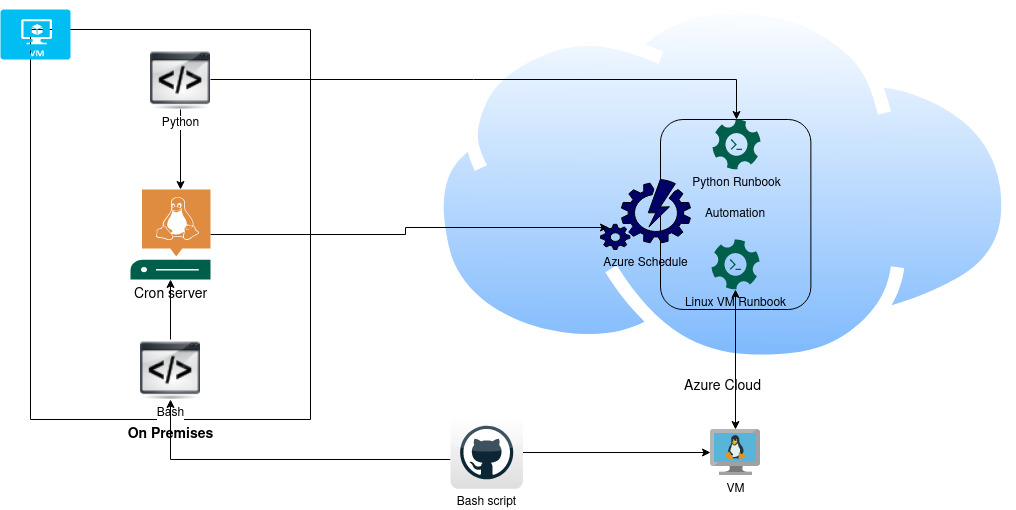 VM
</>
Python
Python Runbook
Automation
Azure Schedule
Cron server
Linux VM Runbook
</>
Azure Cloud
Bash
On Premises
VM
Bash script